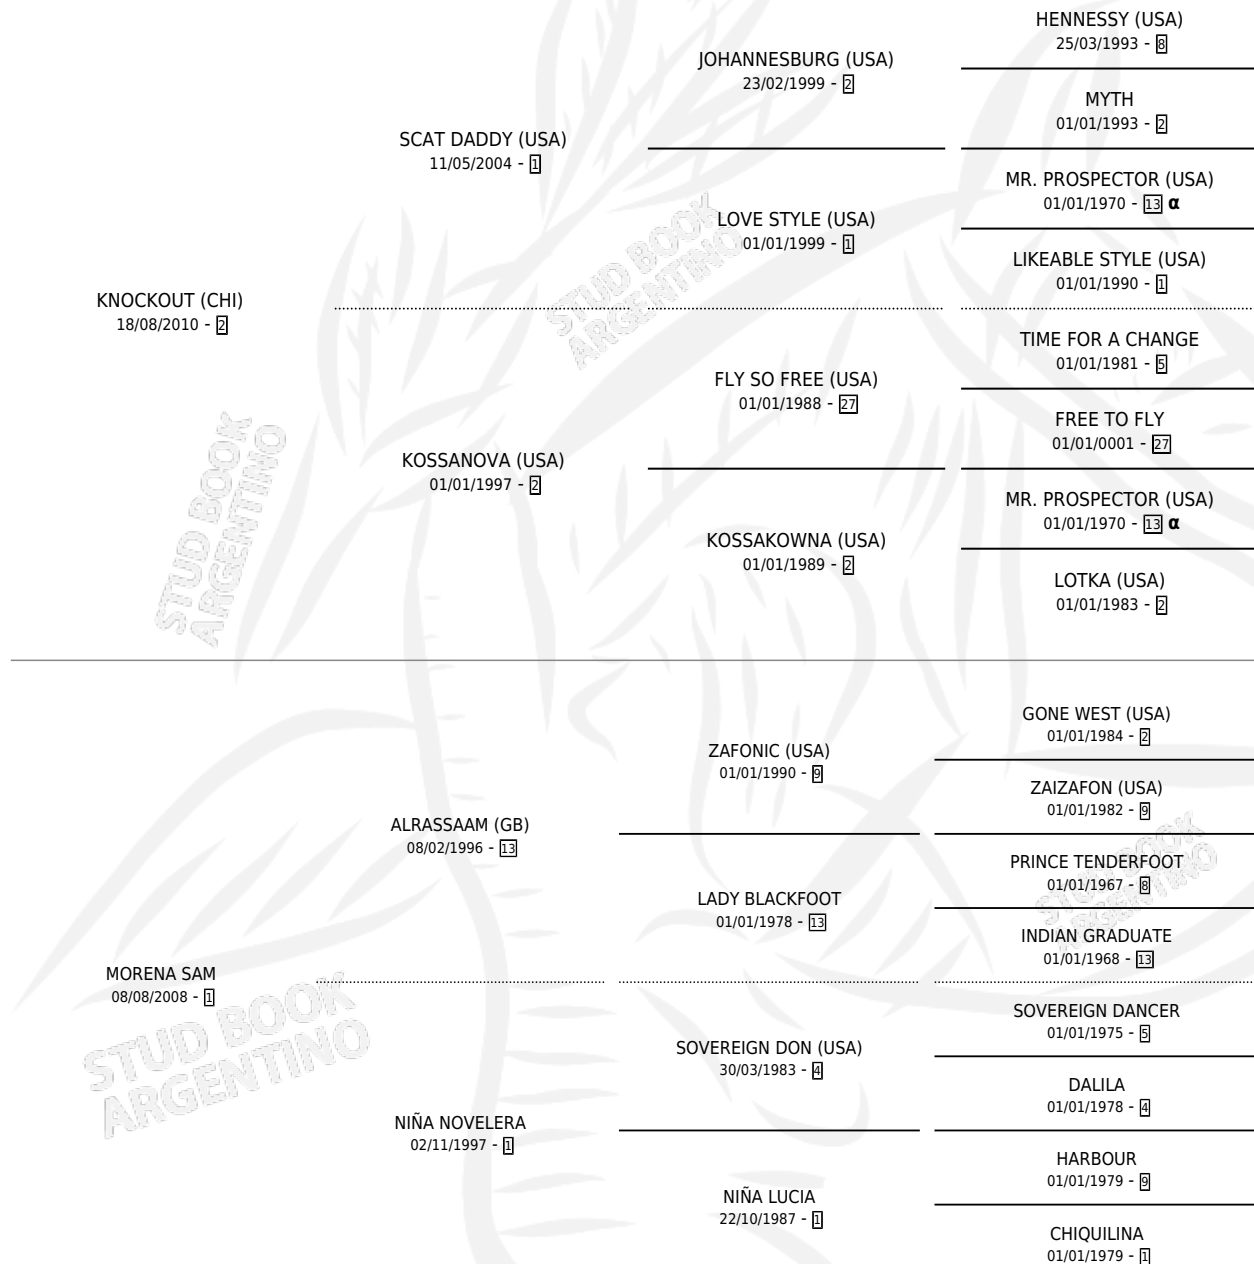 HENNESSY (USA)
25/03/1993 - 8
JOHANNESBURG (USA)
23/02/1999 - 2
MYTH
01/01/1993 - 2
SCAT DADDY (USA)
11/05/2004 - 1
MR. PROSPECTOR (USA)
01/01/1970 - 13 α
LOVE STYLE (USA)
01/01/1999 - 1
LIKEABLE STYLE (USA)
01/01/1990 - 1
STUD BOOK
ARGENTINO
KNOCKOUT (CHI)
18/08/2010 - 2
TIME FOR A CHANGE
01/01/1981 - 5
FLY SO FREE (USA)
01/01/1988 - 27
FREE TO FLY
01/01/0001 - 27
KOSSANOVA (USA)
01/01/1997 - 2
MR. PROSPECTOR (USA)
01/01/1970 - 13 α
KOSSAKOWNA (USA)
01/01/1989 - 2
LOTKA (USA)
01/01/1983 - 2
STUD BOOK
ARGENTINO
GONE WEST (USA)
01/01/1984 - 2
ZAFONIC (USA)
01/01/1990 - 9
ZAIZAFON (USA)
01/01/1982 - 9
ALRASSAAM (GB)
08/02/1996 - 13
PRINCE TENDERFOOT
01/01/1967 - 8
LADY BLACKFOOT
01/01/1978 - 13
INDIAN GRADUATE
01/01/1968 - 13
STUD BOOK
ARGENTINO
MORENA SAM
08/08/2008 - 1
SOVEREIGN DANCER
01/01/1975 - 5
SOVEREIGN DON (USA)
30/03/1983 - 4
DALILA
01/01/1978 - 4
STUD BOOK
ARGENTINO
NIÑA NOVELERA
02/11/1997 - 1
HARBOUR
01/01/1979 - 9
NIÑA LUCIA
22/10/1987 - 1
CHIQUILINA
01/01/1979 - 1